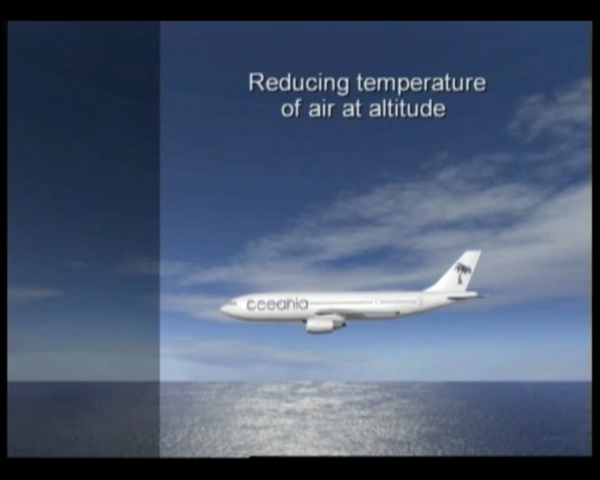 Reducing temperature
of air at altitude
oceania